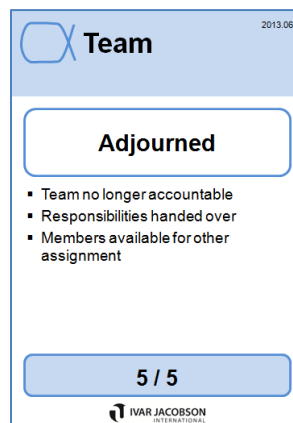 2013.06
Team
Adjourned
▪ Team no longer accountable
▪ Responsibilities handed over
▪ Members available for other
assignment
5 / 5
IVAR JACOBSON
INTERNATIONAL